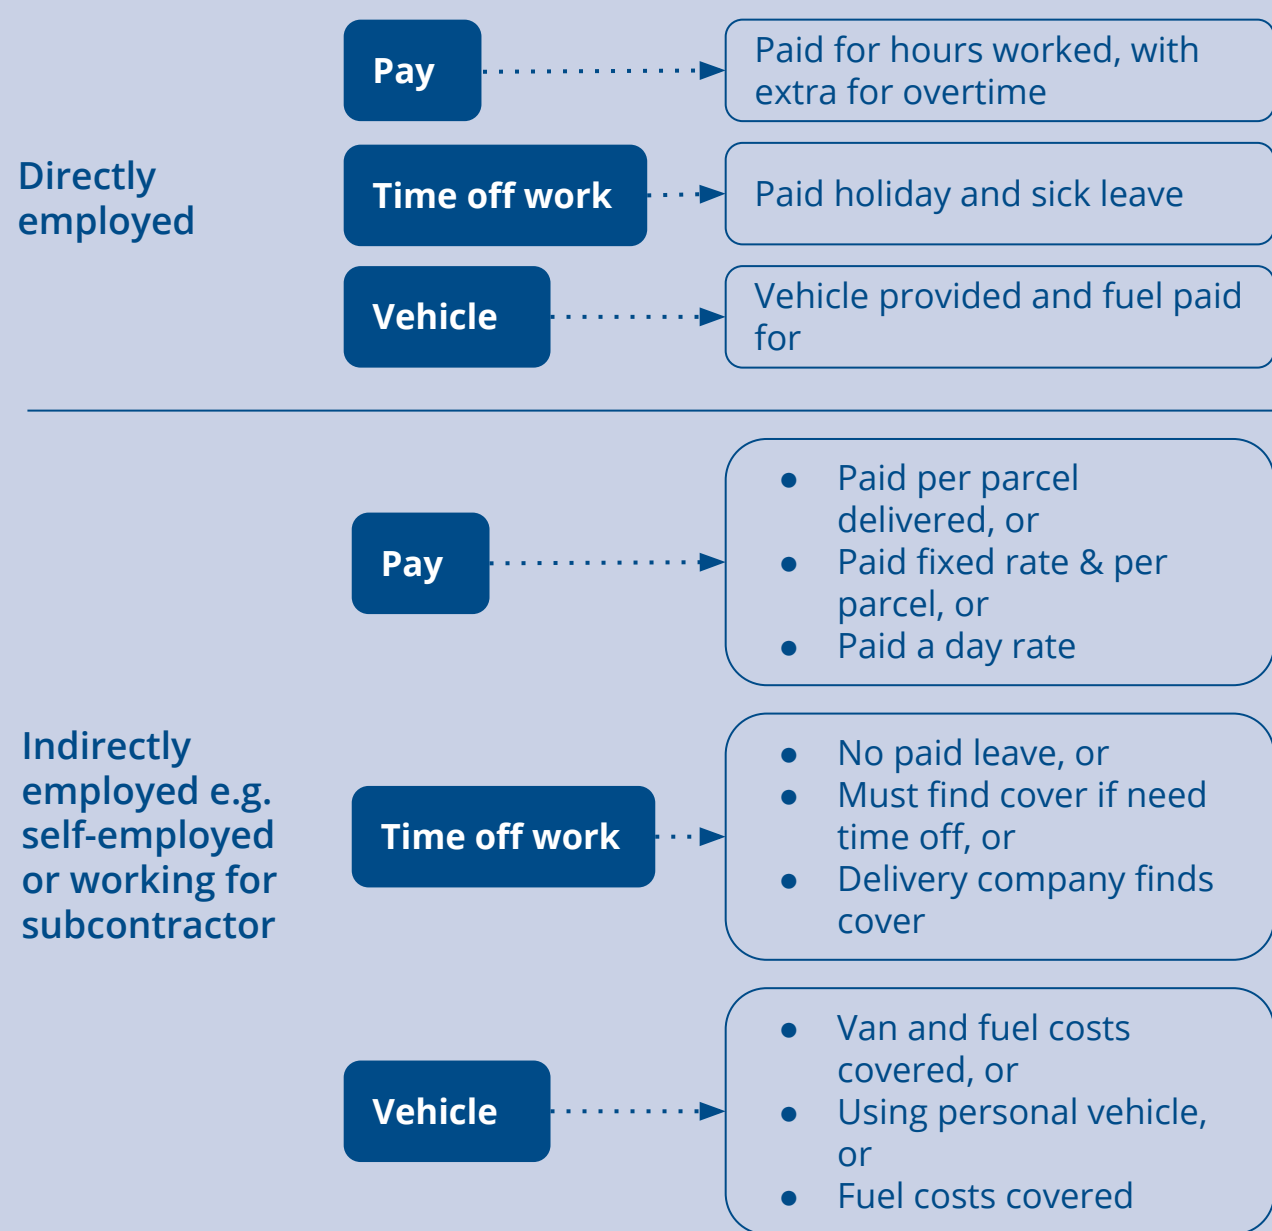 Directly
employed
Pay
Paid for hours worked, with
extra for overtime
Time off work
Paid holiday and sick leave
Vehicle
Vehicle provided and fuel paid
for
Indirectly
employed e.g.
self-employed
or working for
subcontractor
Pay
● Paid per parcel
delivered, or
● Paid fixed rate & per
parcel, or
● Paid a day rate
Time off work
● No paid leave, or
● Must find cover if need
time off, or
● Delivery company finds
cover
Vehicle
● Van and fuel costs
covered, or
● Using personal vehicle,
or
● Fuel costs covered